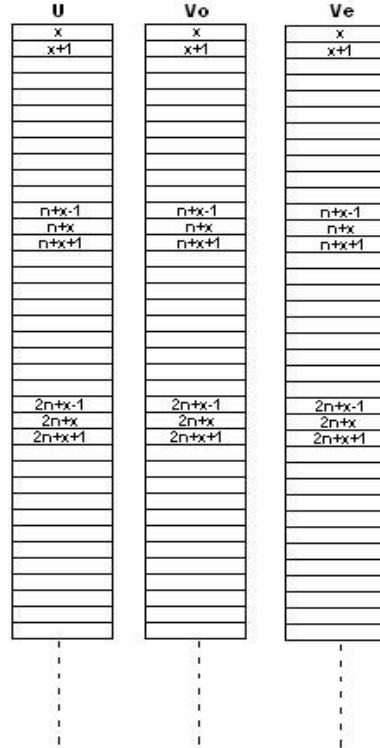 U Vo Ve
x x x
x+1 x+1 x+1
n+x-1 n+x-1 n+x-1
n+x n+x n+x
n+x+1 n+x+1 n+x+1
2n+x-1 2n+x-1 2n+x-1
2n+x 2n+x 2n+x
2n+x+1 2n+x+1 2n+x+1